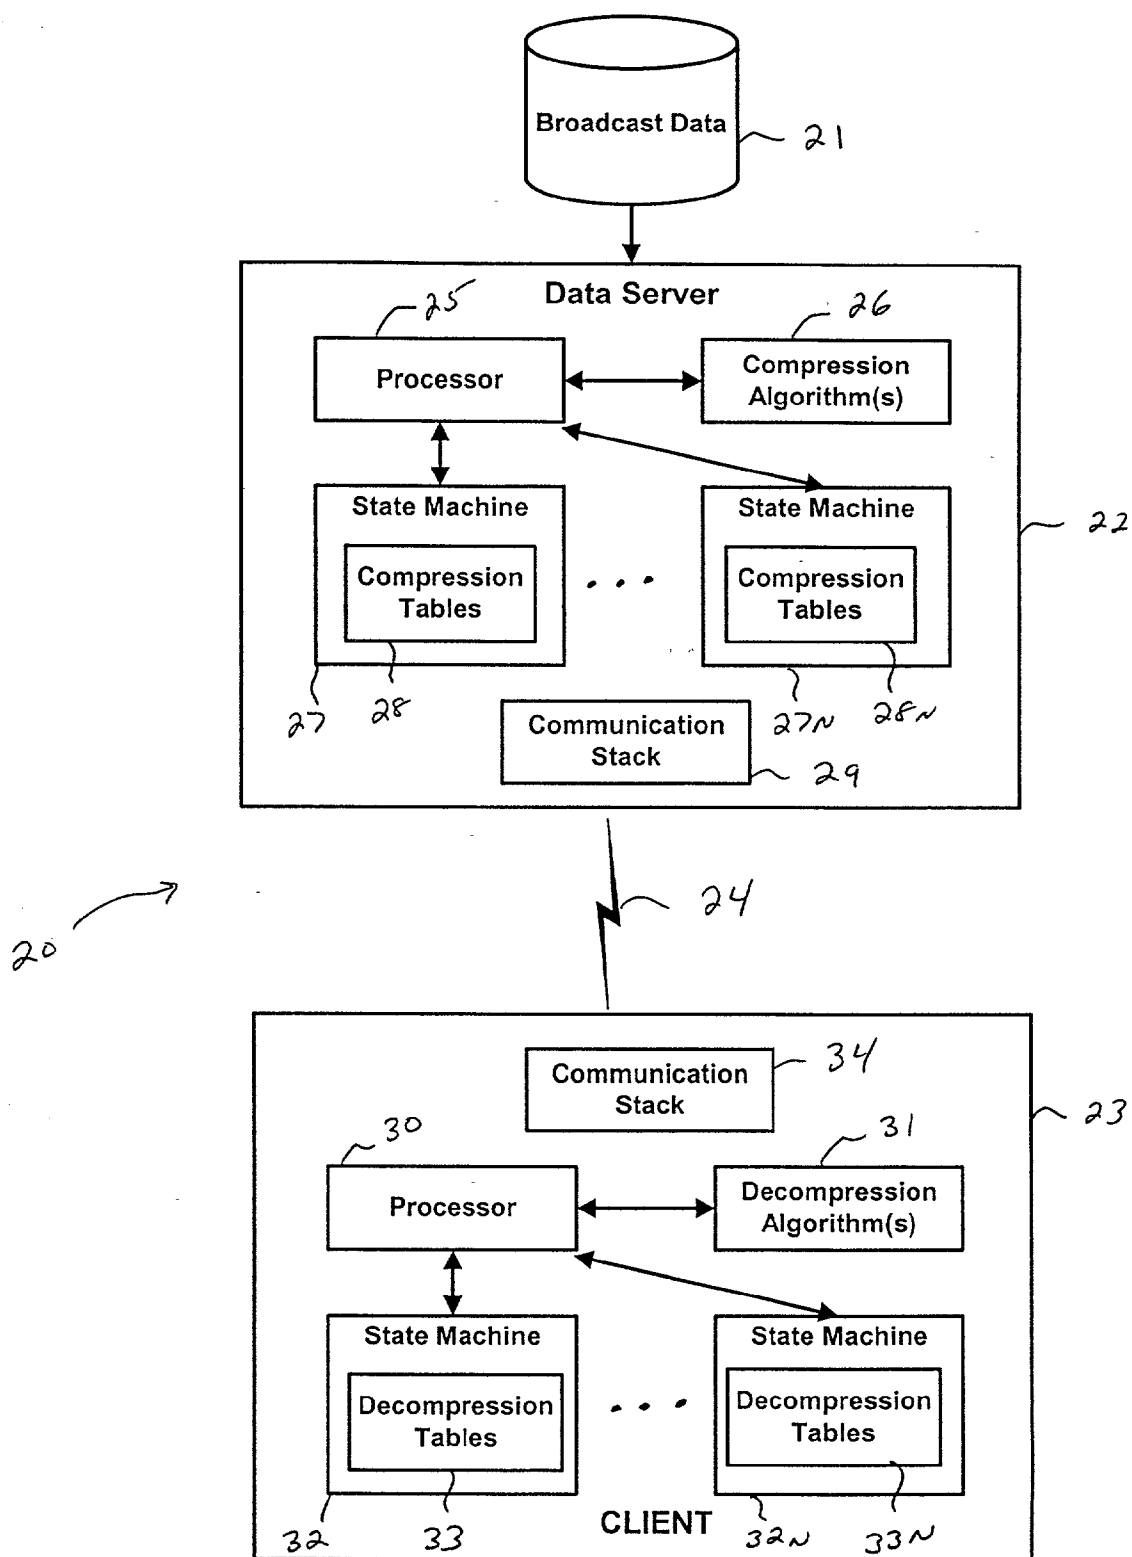 Broadcast Data
21
Data Server
25
26
Processor
Compression
Algorithm(s)
State Machine
State Machine
22
Compression
Tables
Compression
Tables
27
28
27N
28N
Communication
Stack
29
24
20
Communication
Stack
34
23
30
31
Processor
Decompression
Algorithm(s)
State Machine
State Machine
Decompression
Tables
Decompression
Tables
32
33
CLIENT
32N
33N